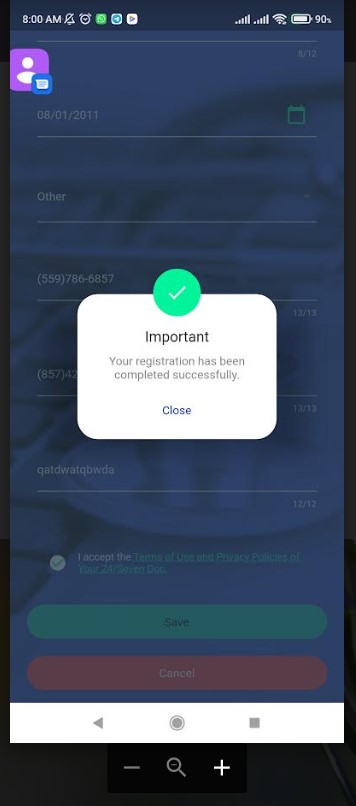 8:00 AM
90%
8/12
08/01/2011
Other
(559)786-6857
13/13
Important
Your registration has been
completed successfully.
(857)42
13/13
Close
qatdwatqbwda
12/12
I accept the Terms of Use and Privacy Policies of
Your 24/Seven Doc.
Save
Cancel